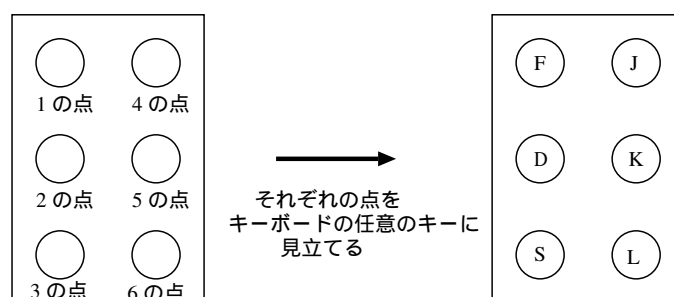 1 の点
4 の点
2 の点
5 の点
3 の点
6 の点
それぞれの点を
キーボードの任意のキーに
見立てる
F
J
D
K
S
L